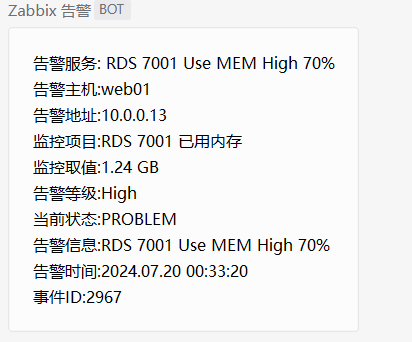 Zabbix 告警 BOT
告警服务: RDS 7001 Use MEM High 70%
告警主机:web01
告警地址:10.0.0.13
监控项目:RDS 7001 已用内存
监控取值:1.24 GB
告警等级:High
当前状态:PROBLEM
告警信息:RDS 7001 Use MEM High 70%
告警时间:2024.07.20 00:33:20
事件ID:2967